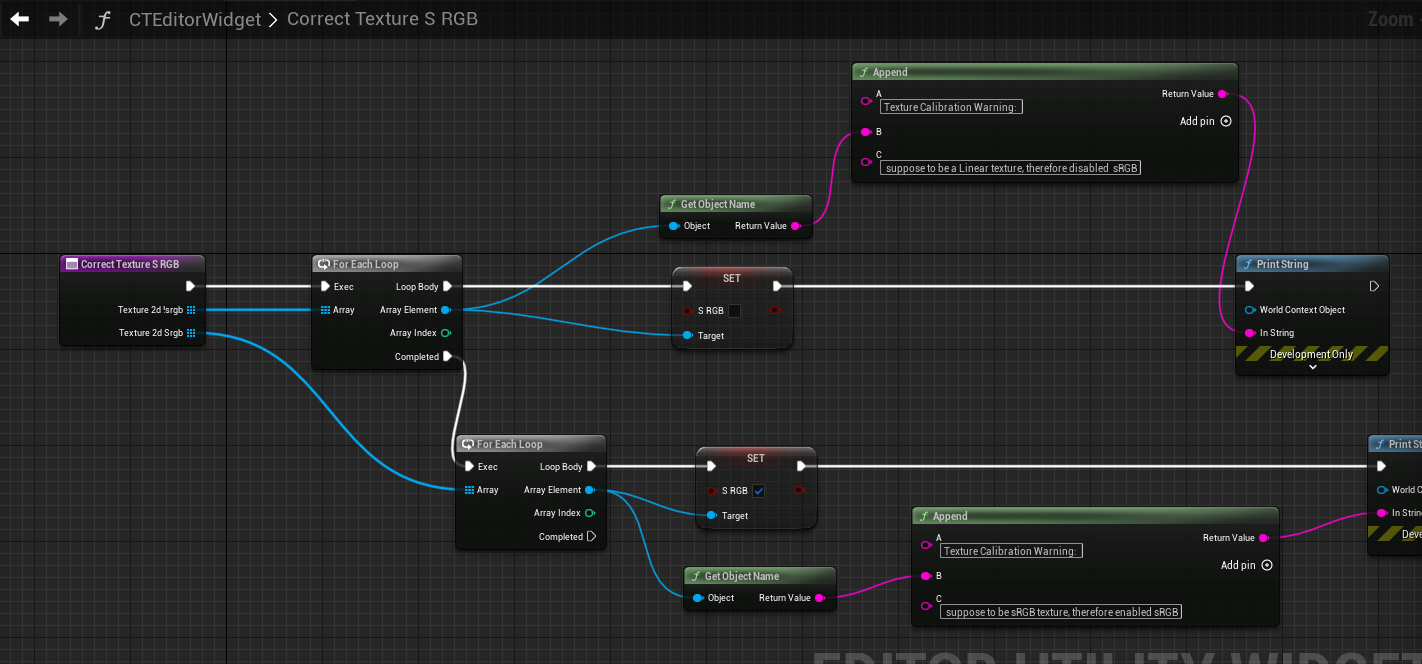 CTEditorWidget > Correct Texture S RGB
Zoom
Append
A
Return Value
Texture Calibration Warning:
Add pin
B
C
suppose to be a Linear texture, therefore disabled sRGB
Get Object Name
Object
Return Value
Correct Texture S RGB
Texture 2d !srgb
Texture 2d Srgb
For Each Loop
Exec
Loop Body
Array
Array Element
Array Index
Completed
SET
S RGB
Target
Print String
World Context Object
In String
Development Only
For Each Loop
Exec
Loop Body
Array
Array Element
Array Index
Completed
SET
S RGB
Target
Print St
World C
In String
Deve
Append
A
Return Value
Texture Calibration Warning:
Add pin
B
C
suppose to be sRGB texture, therefore enabled sRGB
Get Object Name
Object
Return Value
EDITOR UTILITY WIDGE